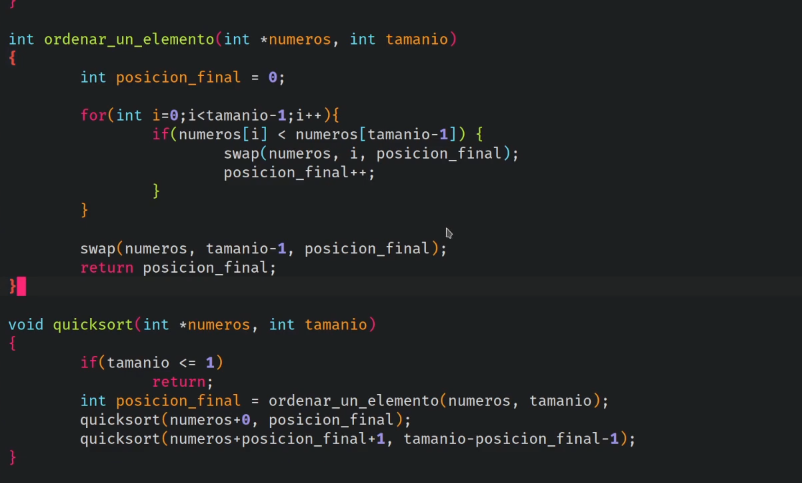 }
int ordenar_un_elemento(int *numeros, int tamanio)
{
        int posicion_final = 0;
        for(int i=0;i<tamanio-1;i++){
                if(numeros[i] < numeros[tamanio-1]) {
                        swap(numeros, i, posicion_final);
                        posicion_final++;
                }
        }
        swap(numeros, tamanio-1, posicion_final);
        return posicion_final;
}
void quicksort(int *numeros, int tamanio)
{
        if(tamanio <= 1)
                return;
        int posicion_final = ordenar_un_elemento(numeros, tamanio);
        quicksort(numeros+0, posicion_final);
        quicksort(numeros+posicion_final+1, tamanio-posicion_final-1);
}